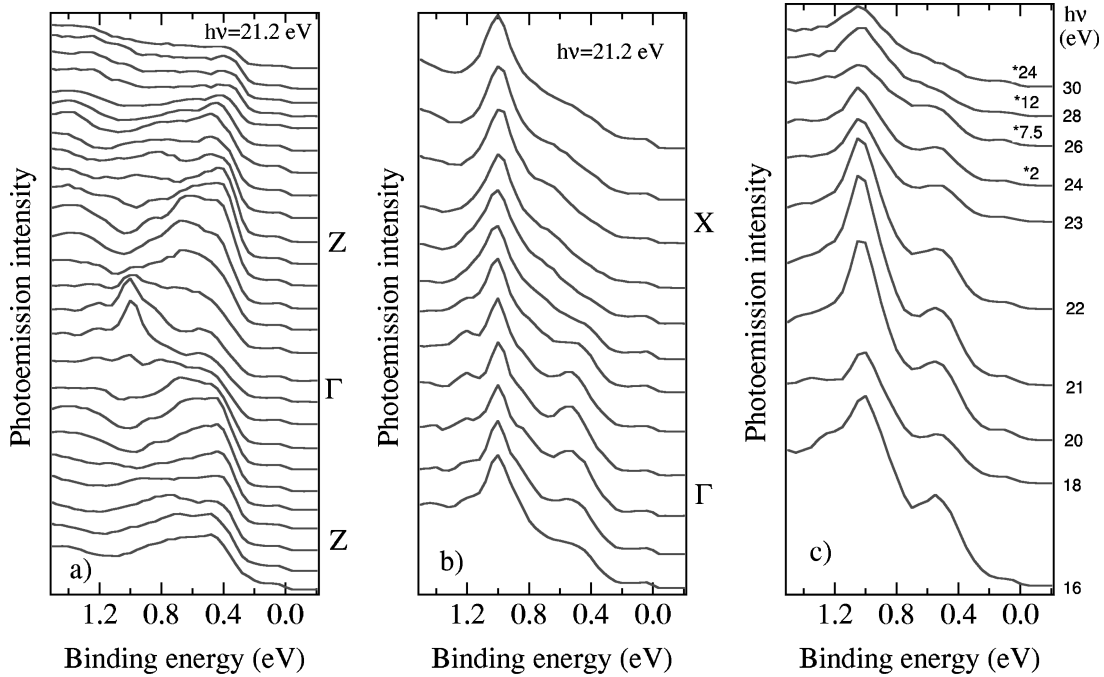 hν=21.2 eV
Photoemission intensity
Z
Γ
Z
a)
1.2 0.8 0.4 0.0
Binding energy (eV)
hν=21.2 eV
Photoemission intensity
X
Γ
b)
1.2 0.8 0.4 0.0
Binding energy (eV)
hν
(eV)
*24
30
*12
28
*7.5
26
*2
24
23
22
21
20
18
16
Photoemission intensity
c)
1.2 0.8 0.4 0.0
Binding energy (eV)